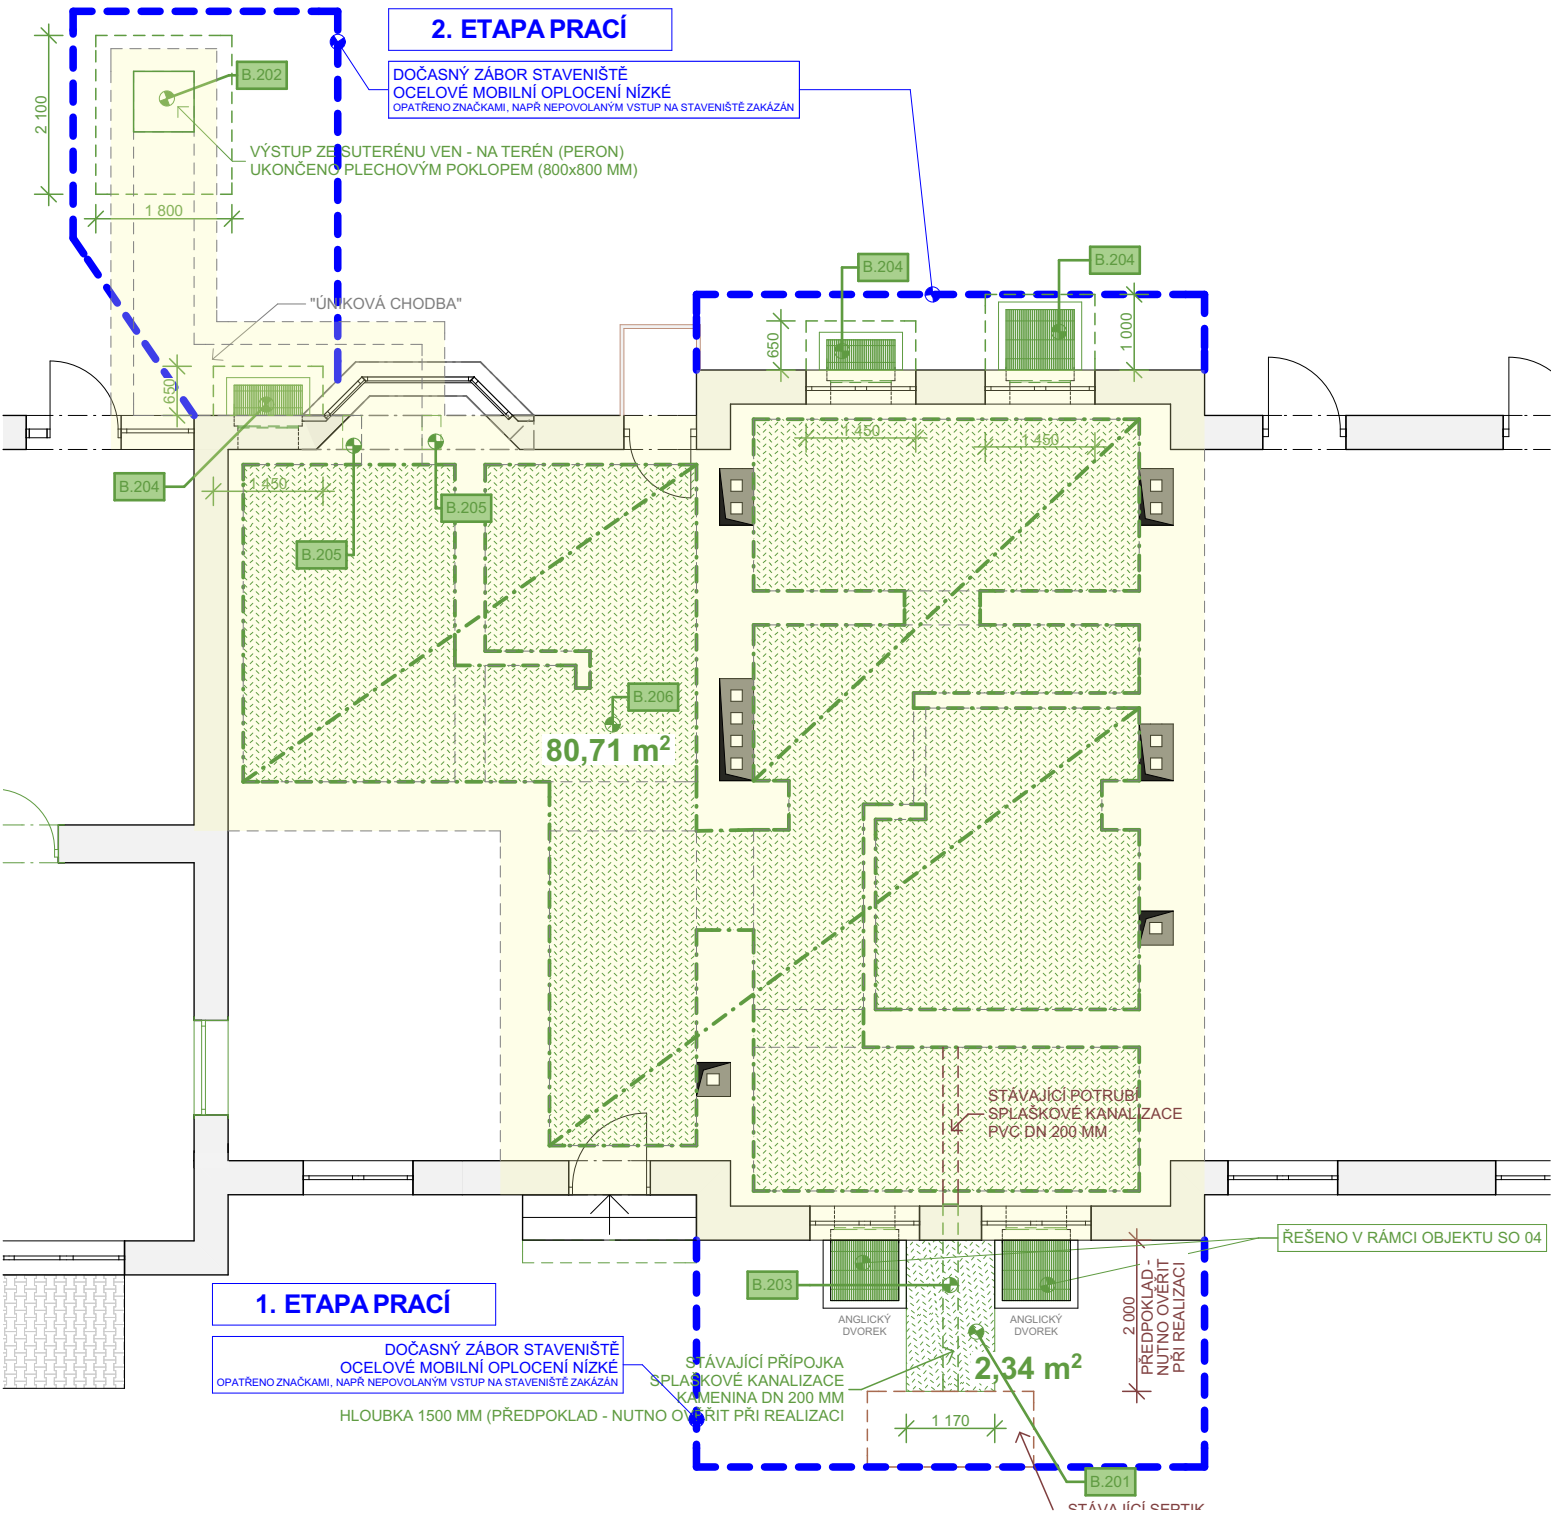 2. ETAPA PRACÍ
DOČASNÝ ZÁBOR STAVENIŠTĚ
OCELOVÉ MOBILNÍ OPLOCENÍ NÍZKÉ
OPATŘENO ZNAČKAMI, NAPŘ NEPOVOLANÝM VSTUP NA STAVENIŠTĚ ZAKÁZÁN
B.202
2 100
VÝSTUP ZE SUTERÉNU VEN - NA TERÉN (PERON)
UKONČENO PLECHOVÝM POKLOPEM (800x800 MM)
1 800
B.204
B.204
"ÚNIKOVÁ CHODBA"
650
1 000
650
1 450
1 450
B.204
1 450
B.205
B.205
B.206
80,71 m²
STÁVAJÍCÍ POTRUBÍ
SPLAŠKOVÉ KANALIZACE
PVC DN 200 MM
ŘEŠENO V RÁMCI OBJEKTU SO 04
B.203
1. ETAPA PRACÍ
ANGLICKÝ
DVOREK
ANGLICKÝ
DVOREK
2 000
PŘEDPOKLAD -
NUTNO OVĚŘIT
PŘI REALIZACI
DOČASNÝ ZÁBOR STAVENIŠTĚ
OCELOVÉ MOBILNÍ OPLOCENÍ NÍZKÉ
OPATŘENO ZNAČKAMI, NAPŘ NEPOVOLANÝM VSTUP NA STAVENIŠTĚ ZAKÁZÁN
STÁVAJÍCÍ PŘÍPOJKA
SPLAŠKOVÉ KANALIZACE
KAMENINA DN 200 MM
HLOUBKA 1500 MM (PŘEDPOKLAD - NUTNO OVĚŘIT PŘI REALIZACI
2,34 m²
1 170
B.201
STÁVAJÍCÍ SEPTIK